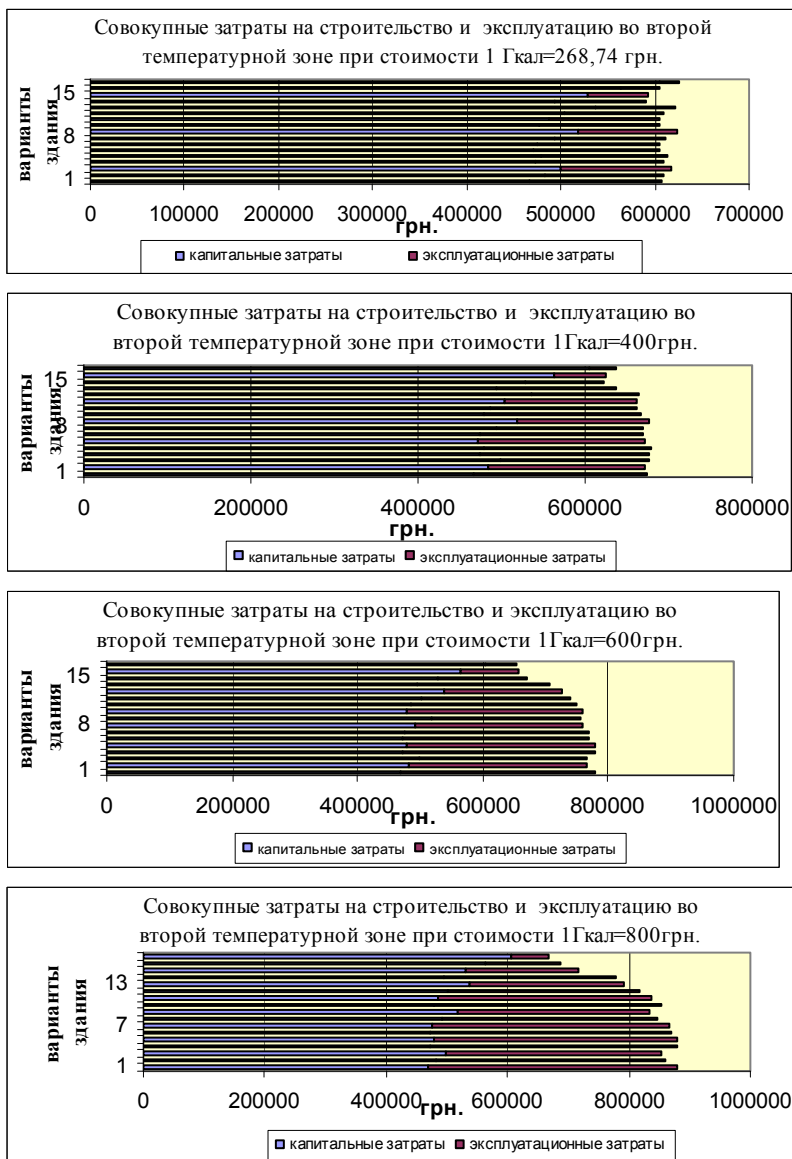 Совокупные затраты на строительство и эксплуатацию во второй
температурной зоне при стоимости 1 Гкал=268,74 грн.
варианты
здания
15
8
1
0 100000 200000 300000 400000 500000 600000 700000
грн.
капитальные затраты эксплуатационные затраты
Совокупные затраты на строительство и эксплуатацию во
второй температурной зоне при стоимости 1Гкал=400грн.
варианты
здания
15
8
1
0 200000 400000 600000 800000
грн.
капитальные затраты эксплуатационные затраты
Совокупные затраты на строительство и эксплуатацию во
второй температурной зоне при стоимости 1Гкал=600грн.
варианты
здания
15
8
1
0 200000 400000 600000 800000 1000000
грн.
капитальные затраты эксплуатационные затраты
Совокупные затраты на строительство и эксплуатацию во
второй температурной зоне при стоимости 1Гкал=800грн.
варианты
здания
13
7
1
0 200000 400000 600000 800000 1000000
грн.
капитальные затраты эксплуатационные затраты